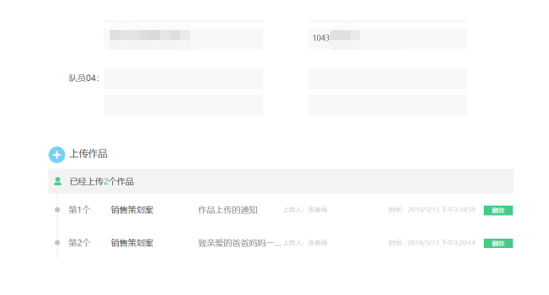 1043
队员04：
上传作品
已经上传2个作品
第1个 销售策划案 作品上传的通知 上传人：张春雨 时间：2019/3/13 下午3:18:59 删除
第2个 销售策划案 致亲爱的爸爸妈妈一... 上传人：张春雨 时间：2019/3/13 下午3:20:14 删除